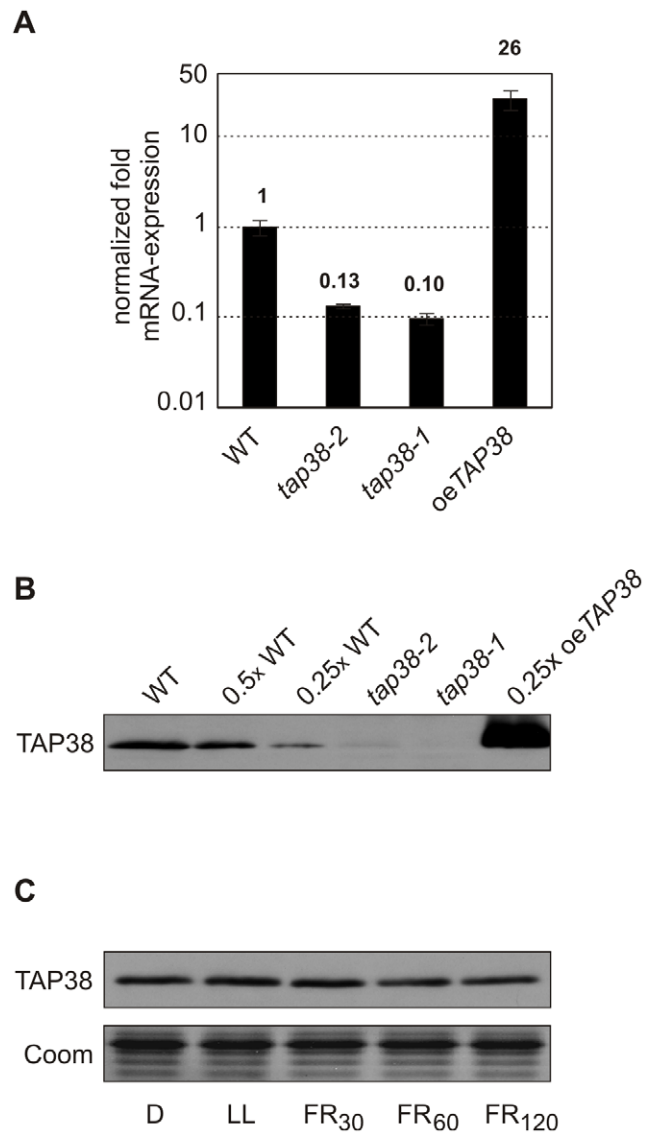 A
normalized fold
mRNA-expression
50
10
1
0.1
0.01
1
0.13
0.10
26
WT
tap38-2
tap38-1
oeTAP38
B
WT
0.5x WT
0.25x WT
tap38-2
tap38-1
0.25x oeTAP38
TAP38
C
TAP38
Coom
D LL FR30 FR60 FR120